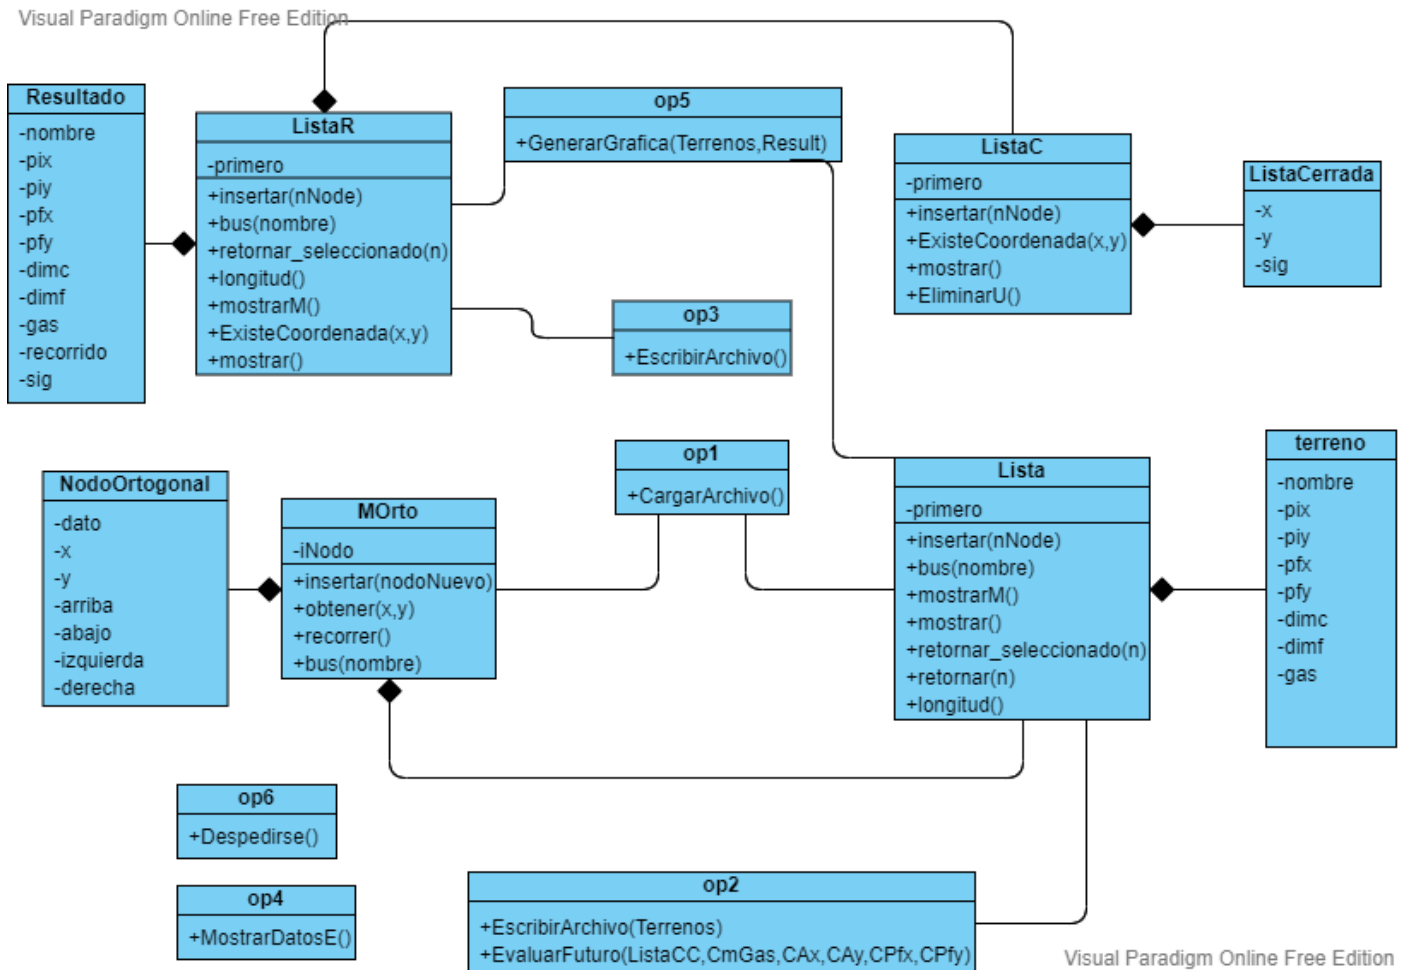 Visual Paradigm Online Free Edition
Resultado
-nombre
-pix
-piy
-pfx
-pfy
-dimc
-dimf
-gas
-recorrido
-sig
ListaR
-primero
+insertar(nNode)
+bus(nombre)
+retornar_seleccionado(n)
+longitud()
+mostrarM()
+ExisteCoordenada(x,y)
+mostrar()
op5
+GenerarGrafica(Terrenos,Result)
ListaC
-primero
+insertar(nNode)
+ExisteCoordenada(x,y)
+mostrar()
+EliminarU()
ListaCerrada
-x
-y
-sig
op3
+EscribirArchivo()
NodoOrtogonal
-dato
-x
-y
-arriba
-abajo
-izquierda
-derecha
MOrto
-iNodo
+insertar(nodoNuevo)
+obtener(x,y)
+recorrer()
+bus(nombre)
op1
+CargarArchivo()
Lista
-primero
+insertar(nNode)
+bus(nombre)
+mostrarM()
+mostrar()
+retornar_seleccionado(n)
+retornar(n)
+longitud()
terreno
-nombre
-pix
-piy
-pfx
-pfy
-dimc
-dimf
-gas
op6
+Despedirse()
op4
+MostrarDatosE()
op2
+EscribirArchivo(Terrenos)
+EvaluarFuturo(ListaCC,CmGas,CAx,CAy,CPfx,CPfy)
Visual Paradigm Online Free Edition